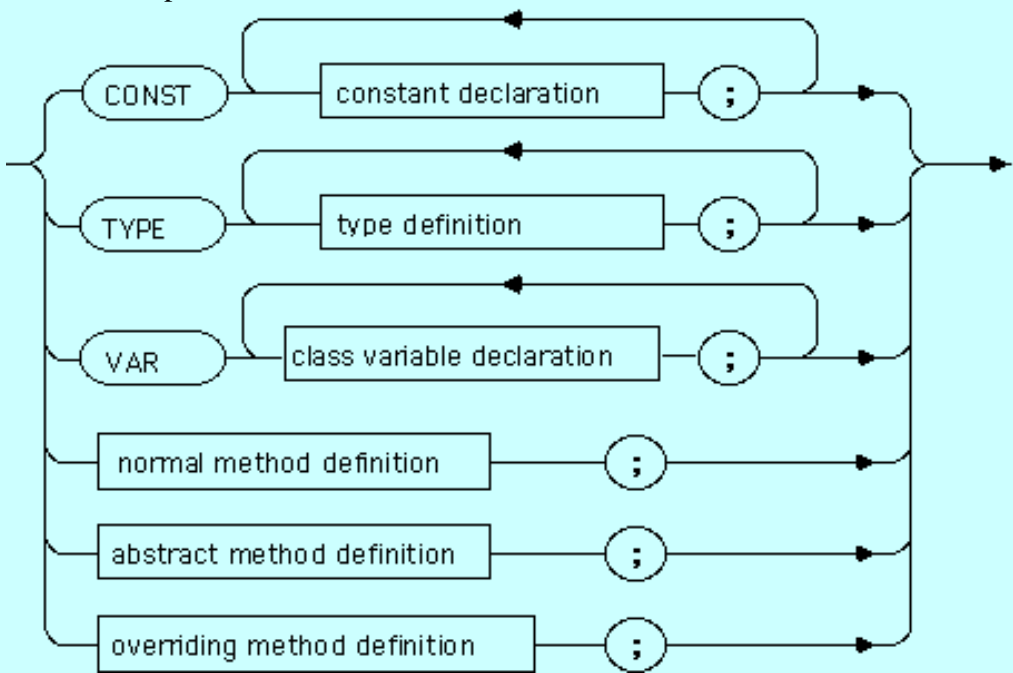 CONST constant declaration ;
TYPE type definition ;
VAR class variable declaration ;
normal method definition ;
abstract method definition ;
overriding method definition ;